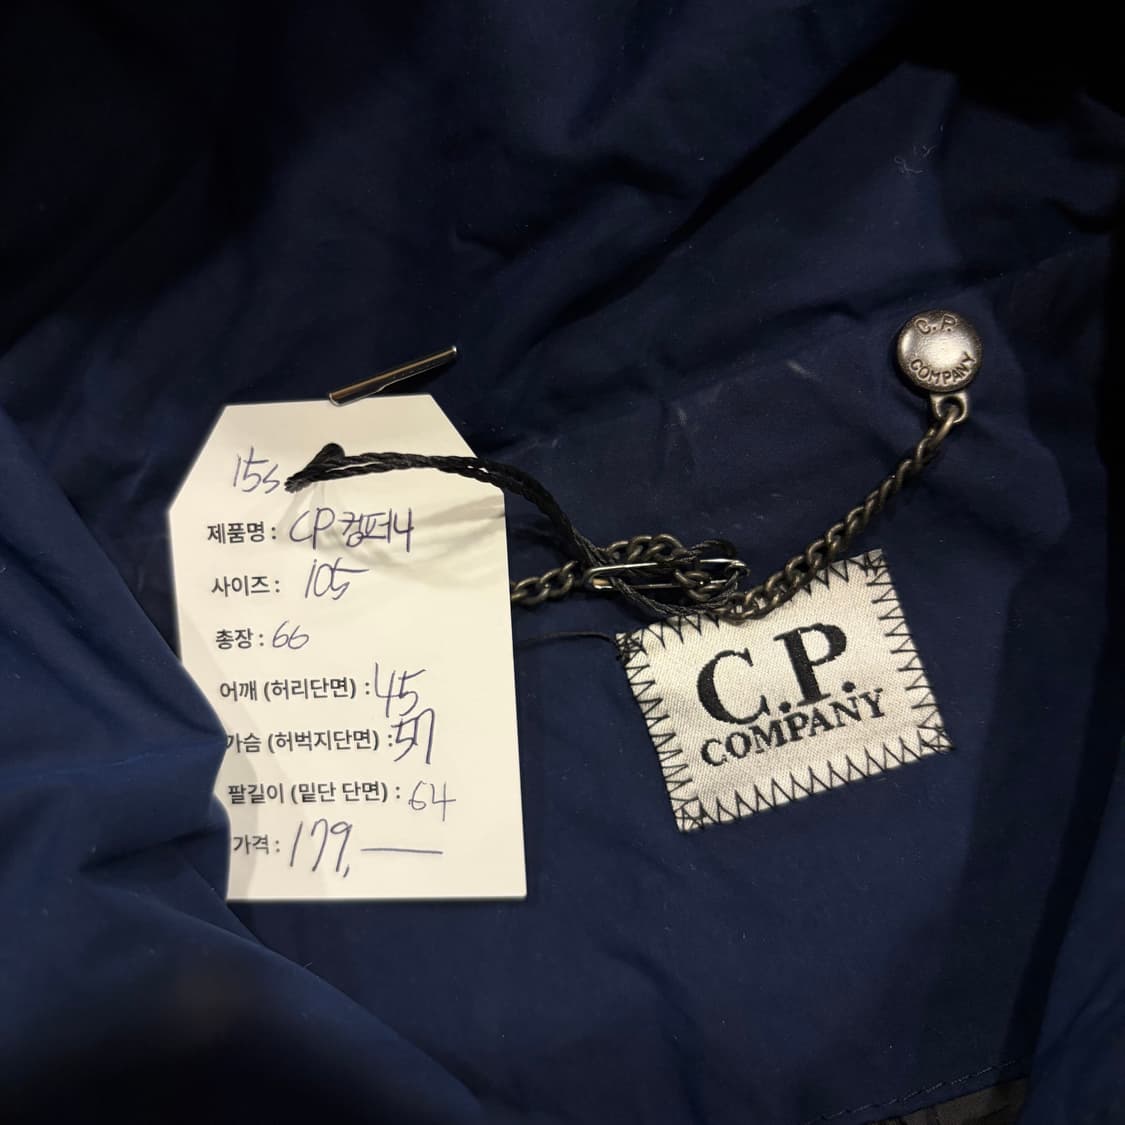 15s
제품명 : CP 컴퍼니
사이즈 : 105
총장 : 66
어깨 (허리단면) : 45
가슴 (허벅지단면) : 57
팔길이 (밑단 단면) : 64
가격 : 179,—
C.P.
COMPANY
C.P.
COMPANY